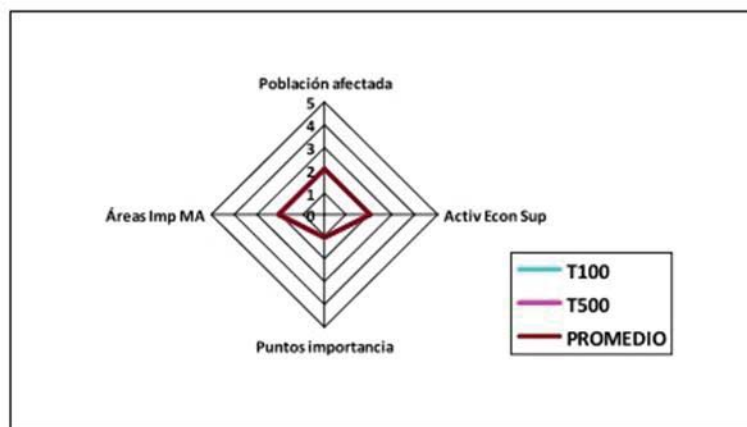 Población afectada
5
4
3
2
1
0
Áreas Imp MA
Activ Econ Sup
Puntos importancia
T100
T500
PROMEDIO